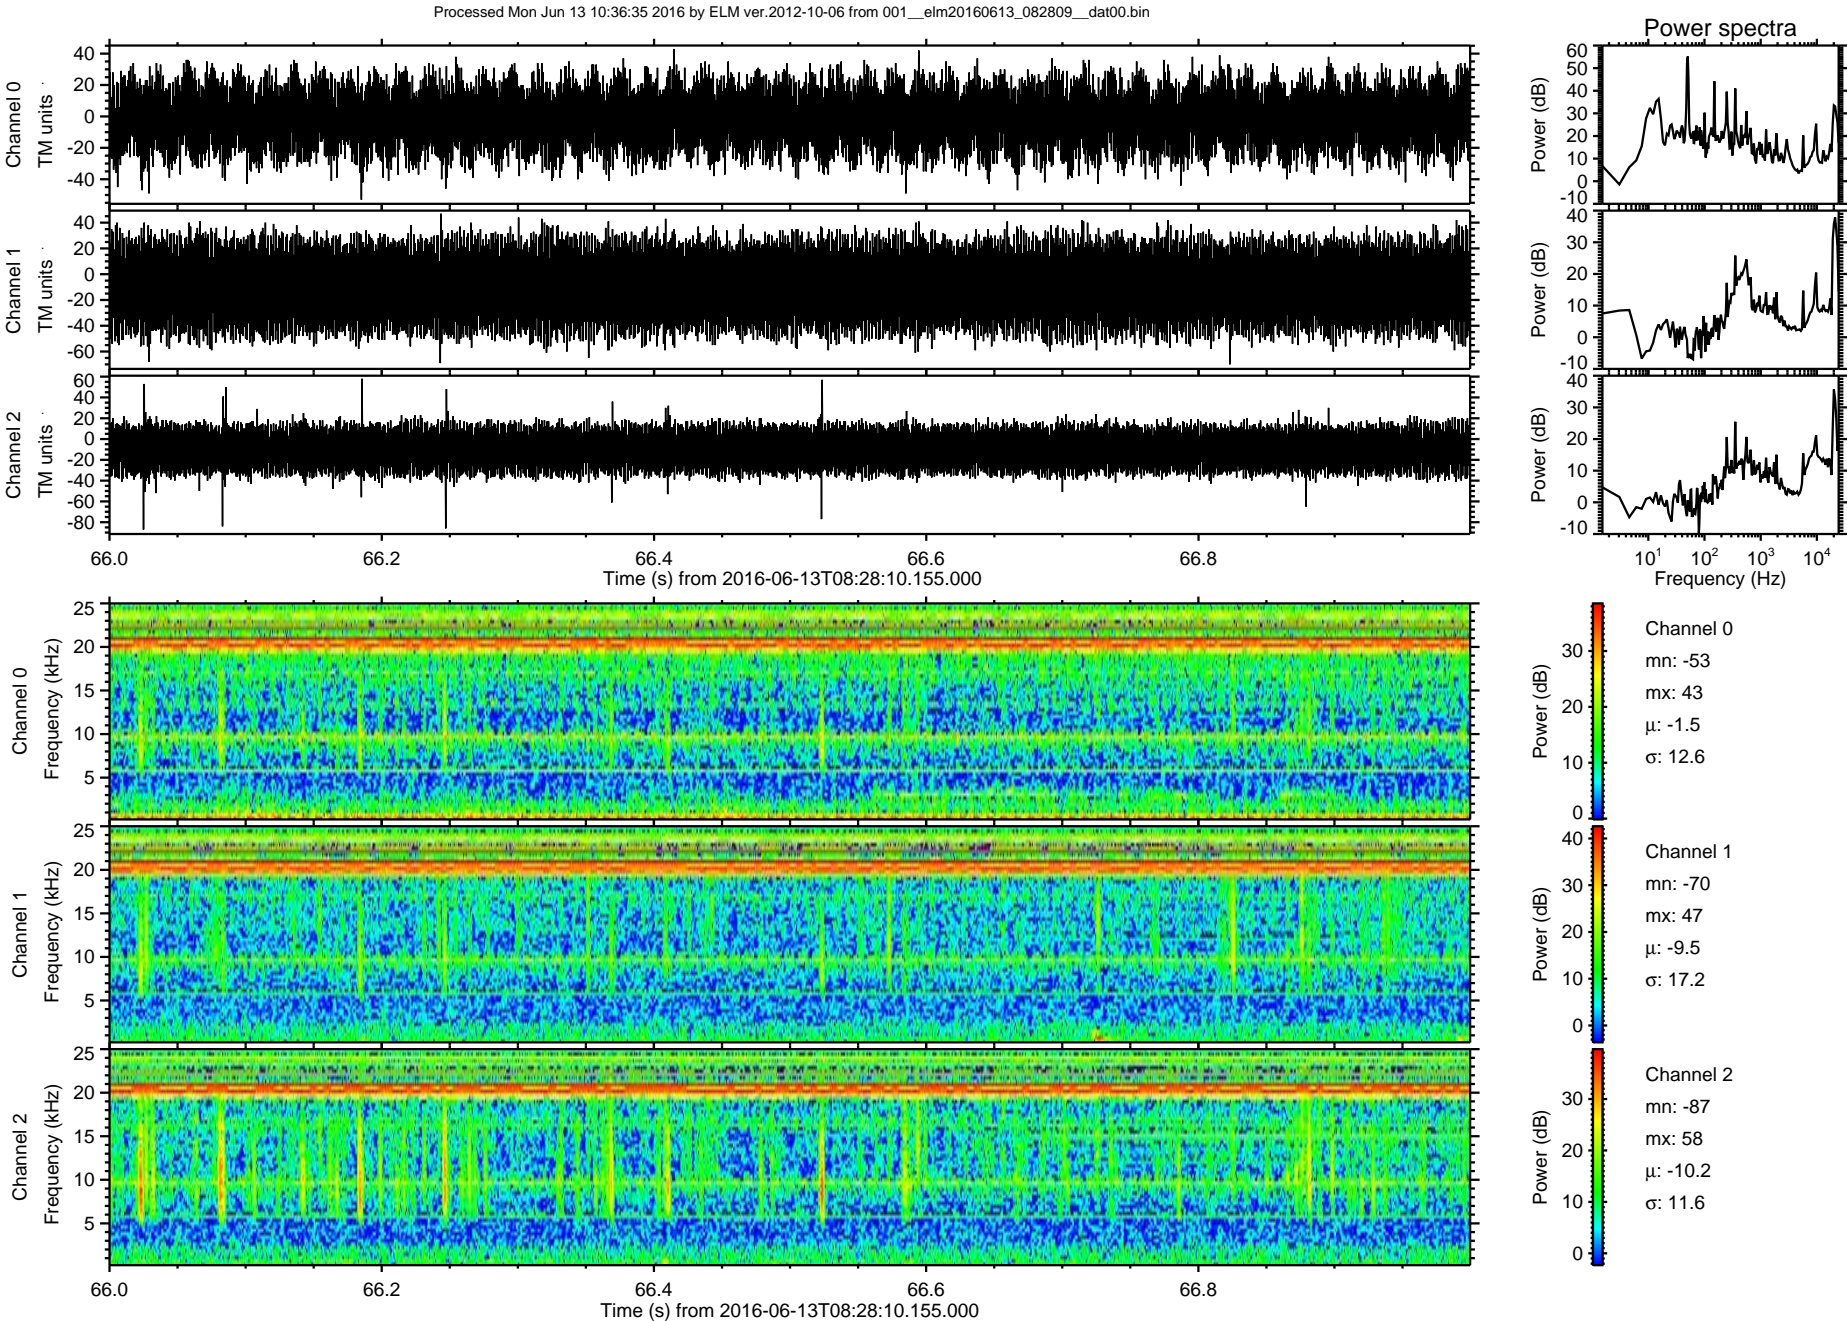 Processed Mon Jun 13 10:36:35 2016 by ELM ver.2012-10-06 from 001__elm20160613_082809__dat00.bin
Power spectra
Channel 0
TM units
40
20
0
-20
-40
Power (dB)
60
50
40
30
20
10
0
-10
Channel 1
TM units
40
20
0
-20
-40
-60
Power (dB)
40
30
20
10
0
-10
Channel 2
TM units
60
40
20
0
-20
-40
-60
-80
Power (dB)
40
30
20
10
0
-10
66.0 66.2 66.4 66.6 66.8
Time (s) from 2016-06-13T08:28:10.155.000
10¹ 10² 10³ 10⁴
Frequency (Hz)
Channel 0
Frequency (kHz)
25
20
15
10
5
Power (dB)
30
20
10
0
Channel 0
mn: -53
mx: 43
μ: -1.5
σ: 12.6
Channel 1
Frequency (kHz)
25
20
15
10
5
Power (dB)
40
30
20
10
0
Channel 1
mn: -70
mx: 47
μ: -9.5
σ: 17.2
Channel 2
Frequency (kHz)
25
20
15
10
5
Power (dB)
30
20
10
0
Channel 2
mn: -87
mx: 58
μ: -10.2
σ: 11.6
66.0 66.2 66.4 66.6 66.8
Time (s) from 2016-06-13T08:28:10.155.000